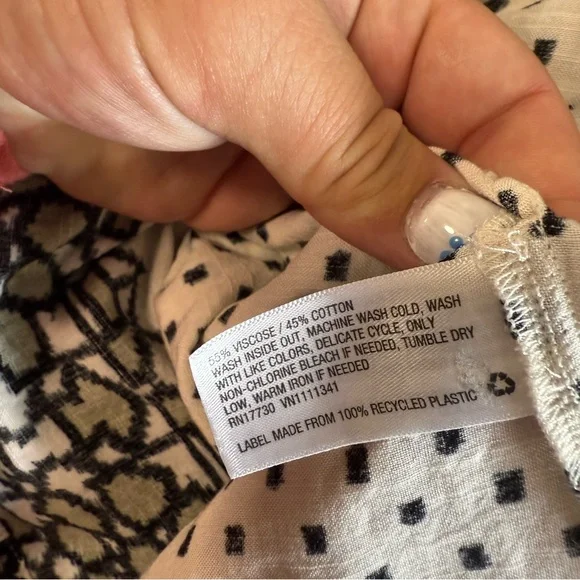 55% VISCOSE / 45% COTTON
WASH INSIDE OUT, MACHINE WASH COLD, WASH
WITH LIKE COLORS, DELICATE CYCLE, ONLY
NON-CHLORINE BLEACH IF NEEDED, TUMBLE DRY
LOW, WARM IRON IF NEEDED
RN17730 VN1111341
LABEL MADE FROM 100% RECYCLED PLASTIC